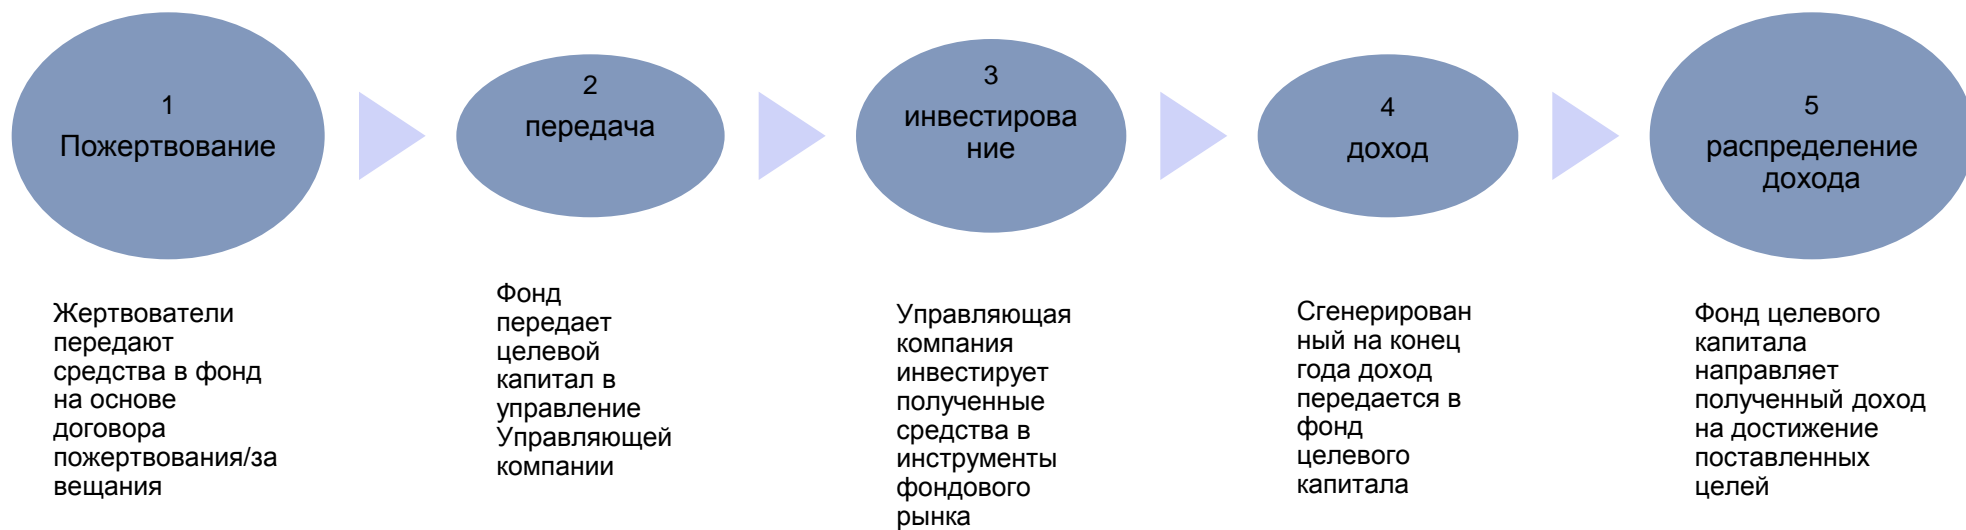 1
Пожертвование
2
передача
3
инвестирова
ние
4
доход
5
распределение
дохода
Жертвователи
передают
средства в фонд
на основе
договора
пожертвования/за
вещания
Фонд
передает
целевой
капитал в
управление
Управляющей
компании
Управляющая
компания
инвестирует
полученные
средства в
инструменты
фондового
рынка
Сгенерирован
ный на конец
года доход
передается в
фонд
целевого
капитала
Фонд целевого
капитала
направляет
полученный доход
на достижение
поставленных
целей